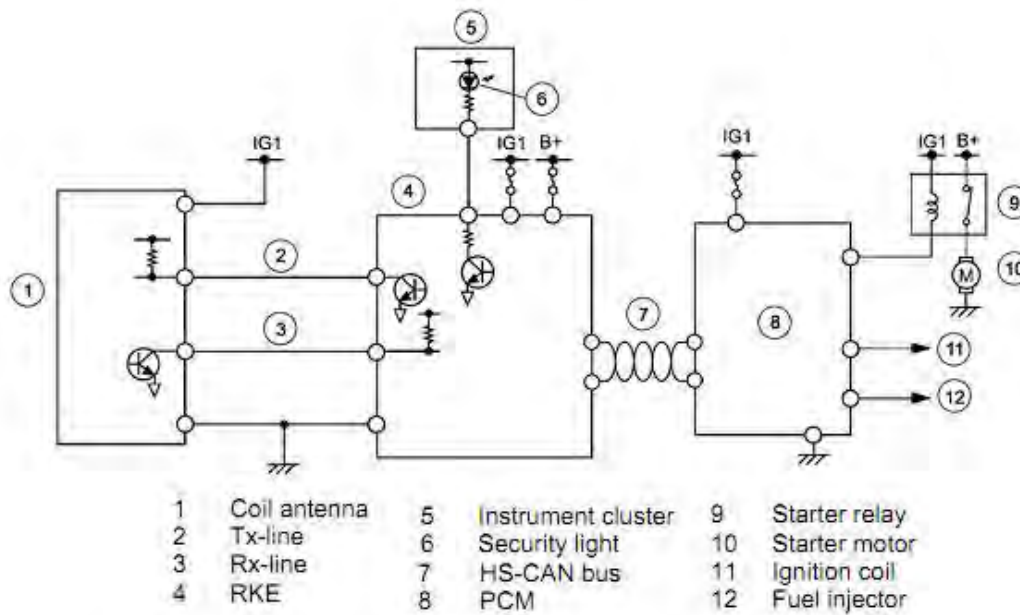 5
6
IG1
IG1
B+
IG1
IG1
B+
4
9
2
M
10
1
3
7
8
11
12
1 Coil antenna
2 Tx-line
3 Rx-line
4 RKE
5 Instrument cluster
6 Security light
7 HS-CAN bus
8 PCM
9 Starter relay
10 Starter motor
11 Ignition coil
12 Fuel injector